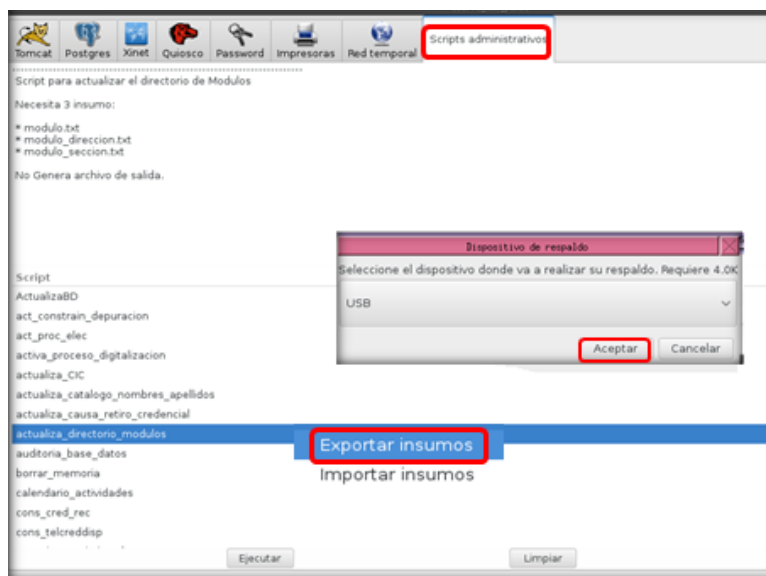 Scripts administrativos
Tomcat Postgres Xinet Quiosco Password Impresoras Red temporal
Script para actualizar el directorio de Modulos
Necesita 3 insumo:
* modulo.txt
* modulo_direccion.txt
* modulo_seccion.txt
No Genera archivo de salida.
Dispositivo de respaldo
Seleccione el dispositivo donde va a realizar su respaldo. Requiere 4.0K
USB
Aceptar Cancelar
Script
ActualizaBD
act_constrain_depuracion
act_proc_elec
activa_proceso_digitalizacion
actualiza_CIC
actualiza_catalogo_nombres_apellidos
actualiza_causa_retiro_credencial
actualiza_directorio_modulos
Exportar insumos
Importar insumos
auditoria_base_datos
borrar_memoria
calendario_actividades
cons_cred_rec
cons_telcreddisp
Ejecutar Limpiar